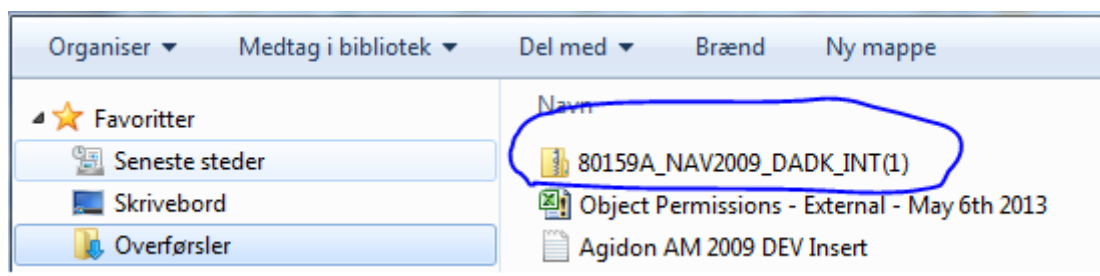 Organiser Medtag i bibliotek Del med Brænd Ny mappe
Favoritter
Seneste steder
Skrivebord
Overførsler
Navn
80159A_NAV2009_DADK_INT(1)
Object Permissions - External - May 6th 2013
Agidon AM 2009 DEV Insert